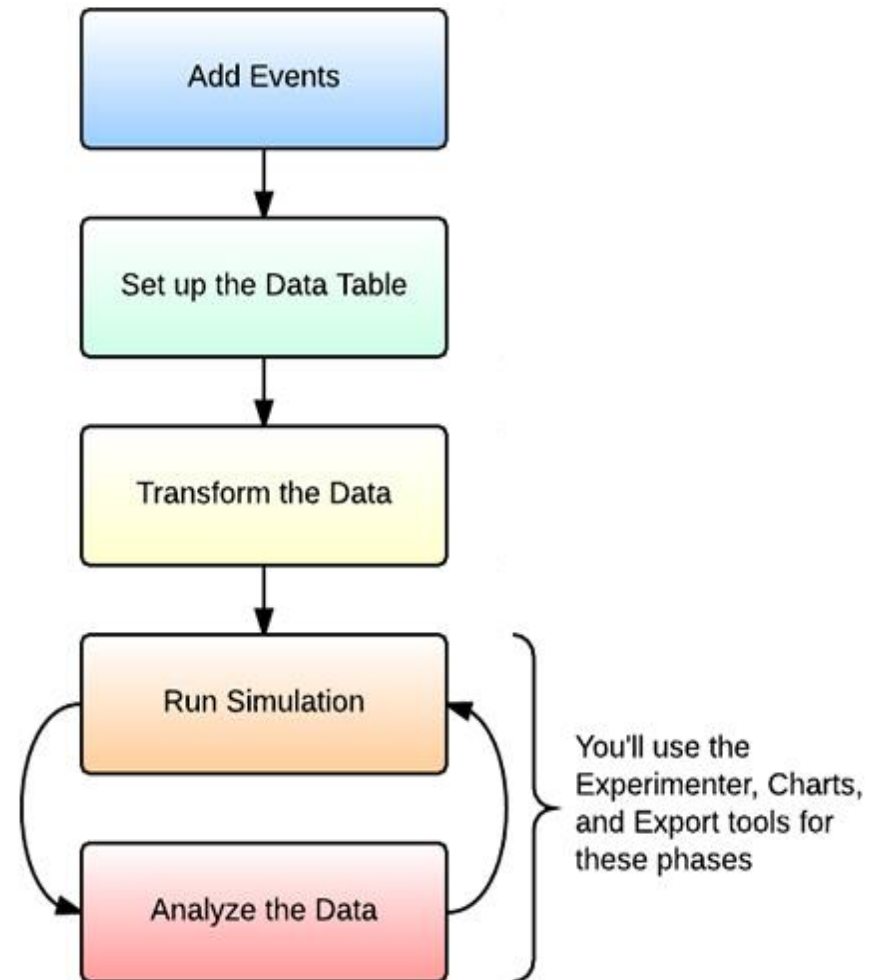 Add Events
Set up the Data Table
Transform the Data
Run Simulation
You'll use the
Experimenter, Charts,
and Export tools for
these phases
Analyze the Data